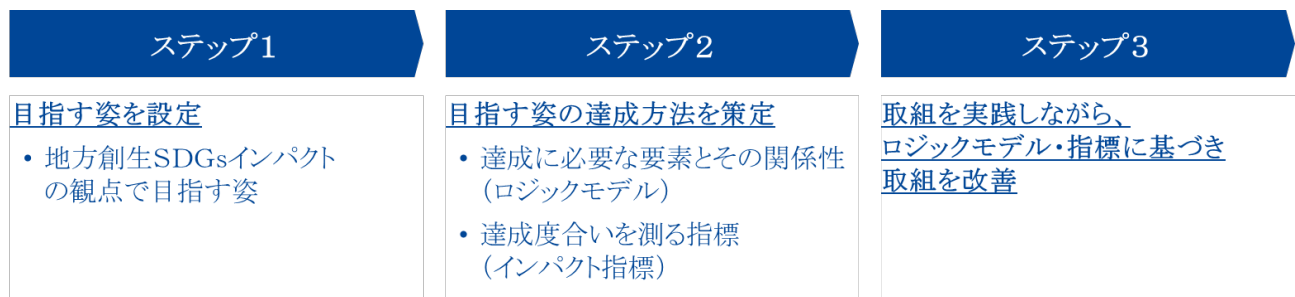 ステップ１
目指す姿を設定
• 地方創生SDGsインパクト
の観点で目指す姿
ステップ２
目指す姿の達成方法を策定
• 達成に必要な要素とその関係性
（ロジックモデル）
• 達成度合いを測る指標
（インパクト指標）
ステップ３
取組を実践しながら、
ロジックモデル・指標に基づき
取組を改善